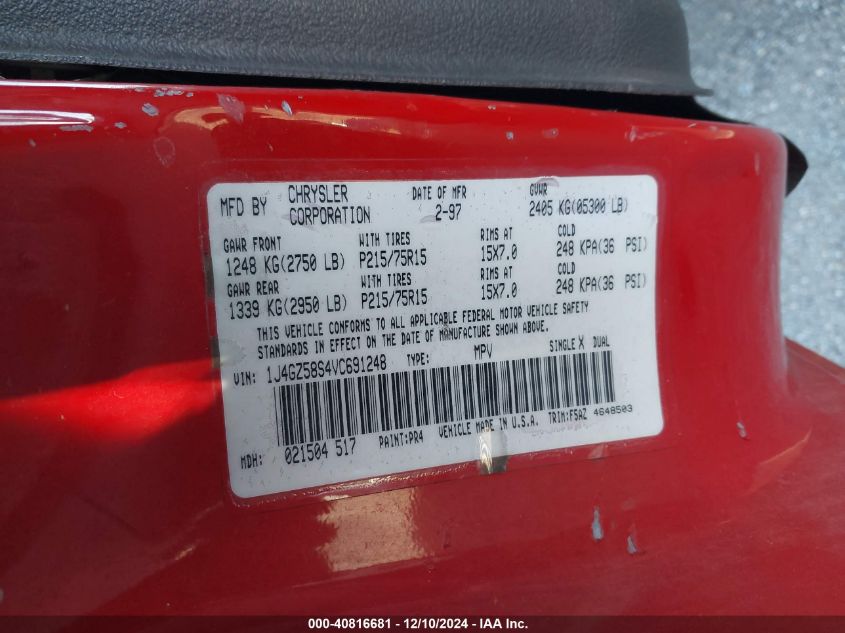 MFD BY CHRYSLER CORPORATION DATE OF MFR 2-97 GVWR 2405 KG(05300 LB)
GAWR FRONT WITH TIRES RIMS AT COLD
1248 KG(2750 LB) P215/75R15 15X7.0 248 KPA(36 PSI)
GAWR REAR WITH TIRES RIMS AT COLD
1339 KG(2950 LB) P215/75R15 15X7.0 248 KPA(36 PSI)
THIS VEHICLE CONFORMS TO ALL APPLICABLE FEDERAL MOTOR VEHICLE SAFETY
STANDARDS IN EFFECT ON THE DATE OF MANUFACTURE SHOWN ABOVE.
VIN: 1J4GZ58S4VC691248 TYPE: MPV SINGLE X DUAL
MDH: 021504 517 PAINT:PR4 VEHICLE MADE IN U.S.A. TRIM:F5AZ 4648503
000-40816681 - 12/10/2024 - IAA Inc.